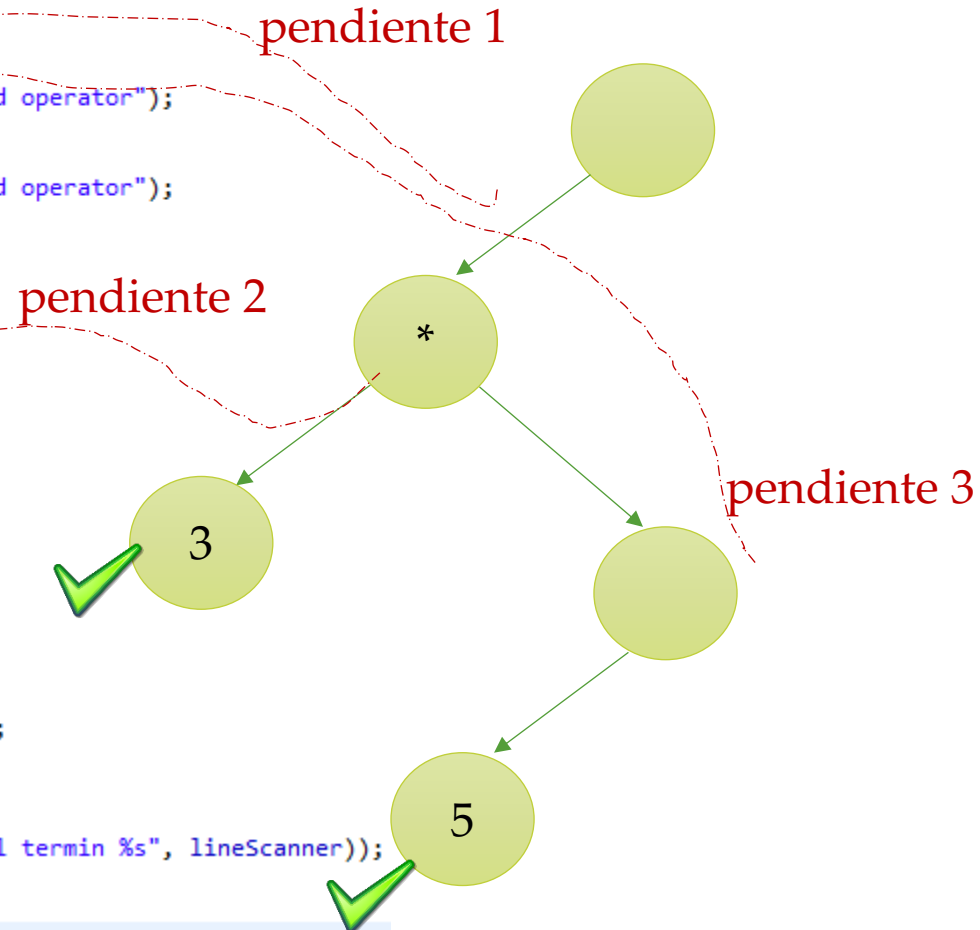 pendiente 1
d operator");
d operator");
pendiente 2
*
pendiente 3
3
;
5
l termin %s", lineScanner));